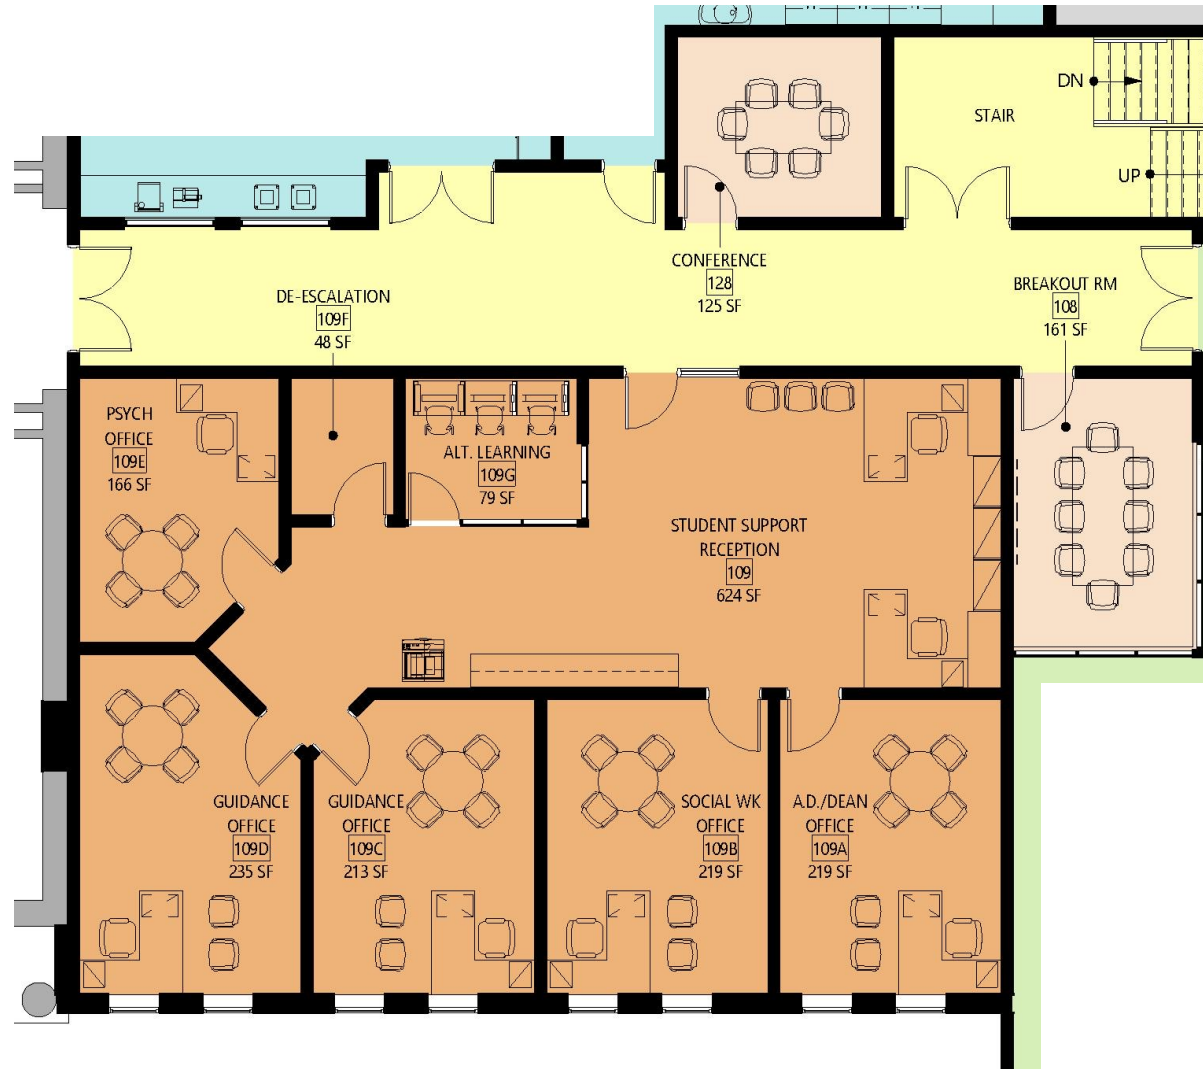 DN
STAIR
UP
CONFERENCE
128
125 SF
DE-ESCALATION
109F
48 SF
BREAKOUT RM
108
161 SF
PSYCH
OFFICE
109E
166 SF
ALT. LEARNING
109G
79 SF
STUDENT SUPPORT
RECEPTION
109
624 SF
GUIDANCE
OFFICE
109D
235 SF
GUIDANCE
OFFICE
109C
213 SF
SOCIAL WK
OFFICE
109B
219 SF
A.D./DEAN
OFFICE
109A
219 SF